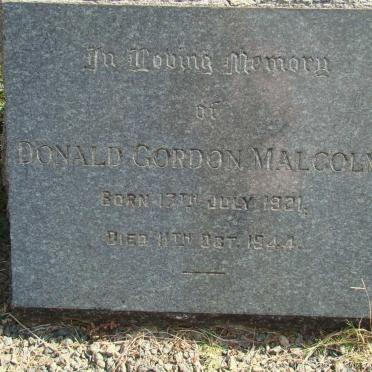 In Loving Memory
of
DONALD GORDON MALCOLM
BORN 17TH JULY 1921.
DIED 11TH OCT. 1944.